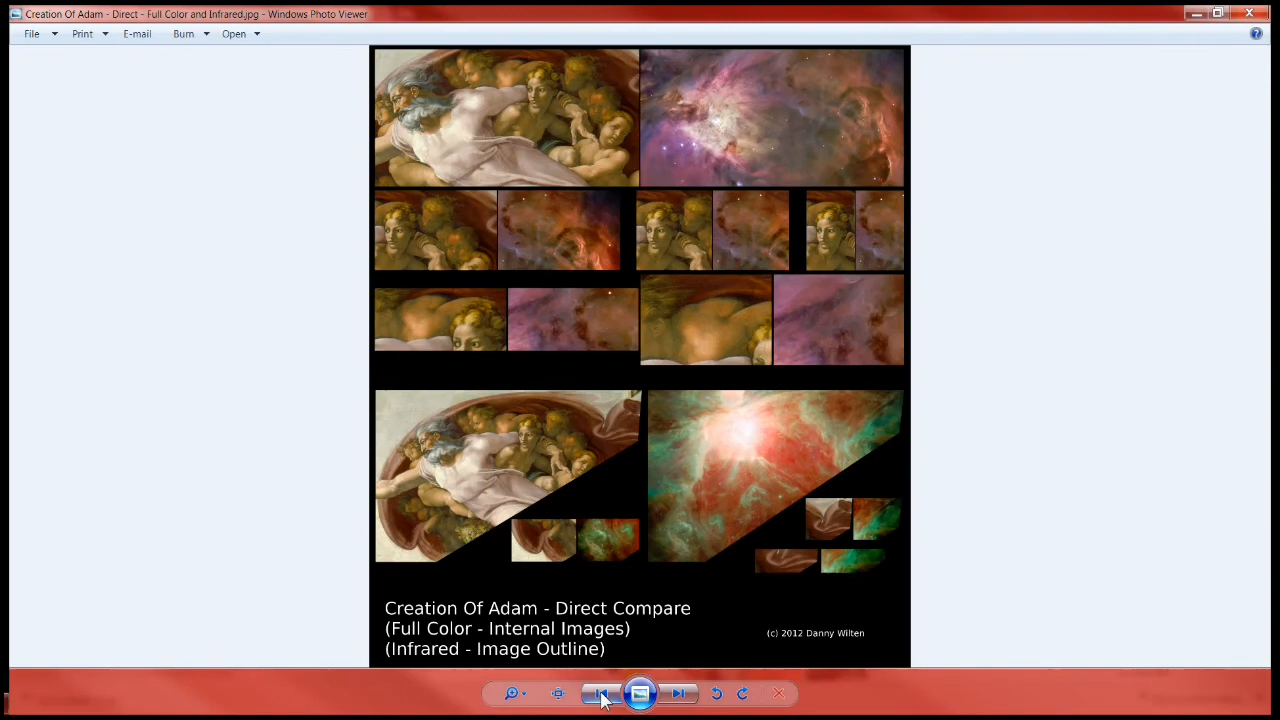 Creation Of Adam - Direct - Full Color and Infrared.jpg - Windows Photo Viewer
File Print E-mail Burn Open
Creation Of Adam - Direct Compare
(Full Color - Internal Images)
(Infrared - Image Outline)
(c) 2012 Danny Wilten